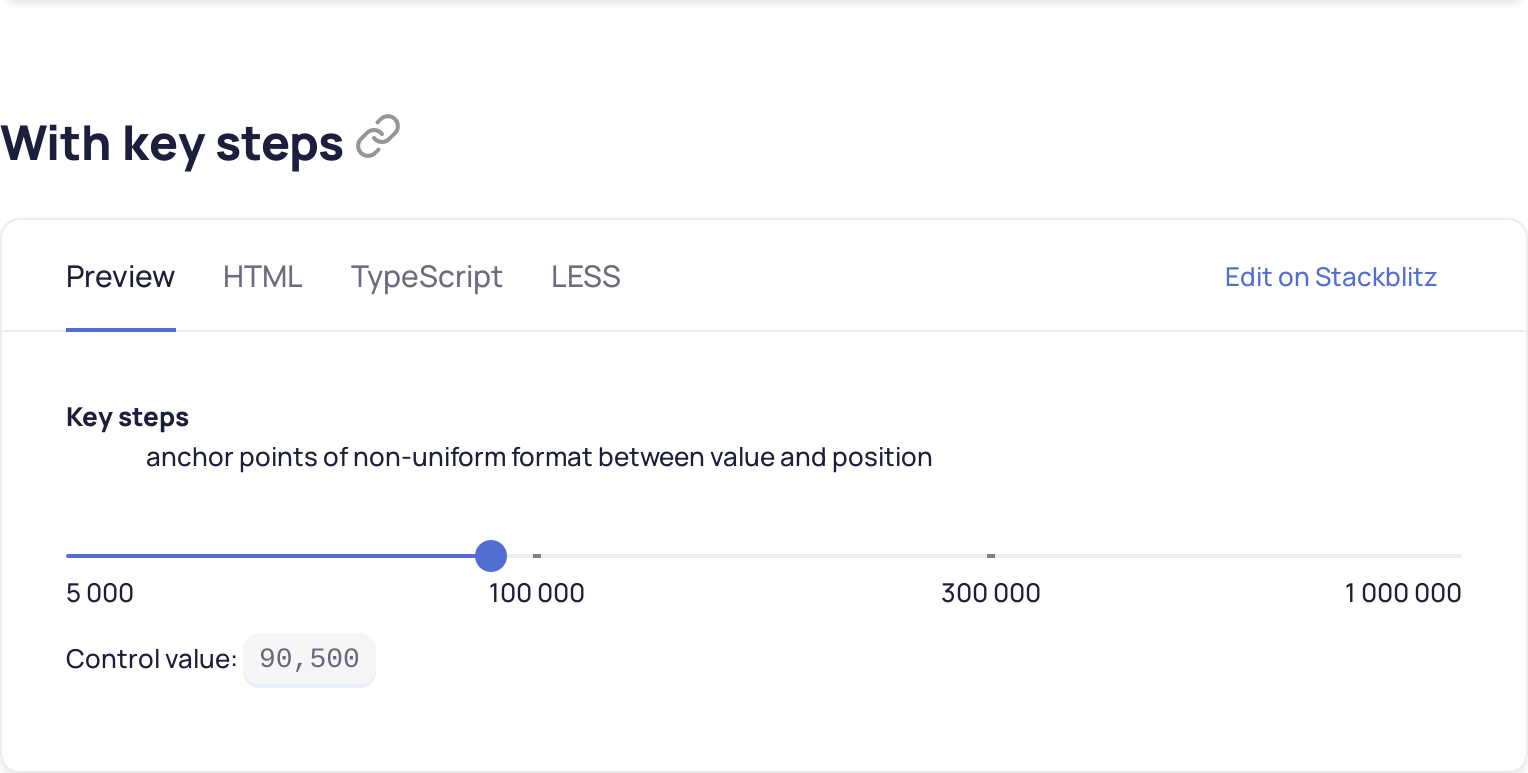 With key steps
Preview HTML TypeScript LESS Edit on Stackblitz
Key steps
anchor points of non-uniform format between value and position
5 000 100 000 300 000 1 000 000
Control value: 90,500